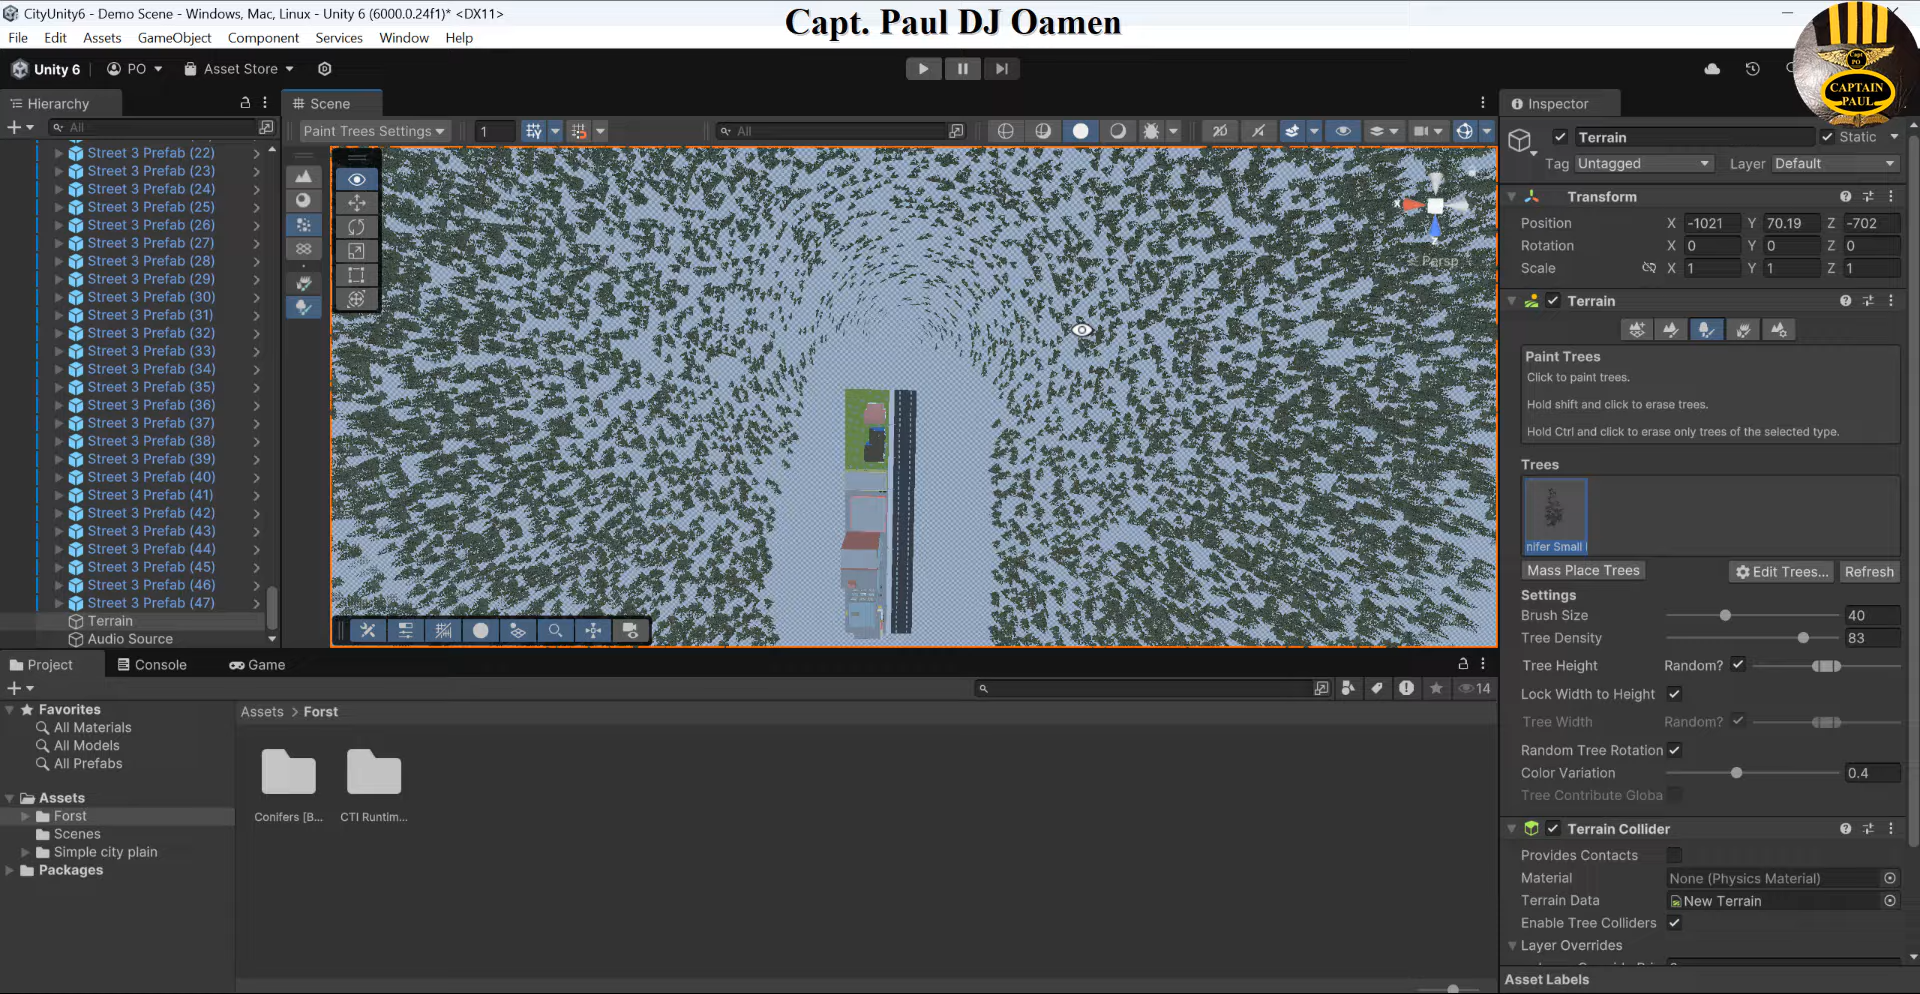 CityUnity6 - Demo Scene - Windows, Mac, Linux - Unity 6 (6000.0.24f1)* <DX11>
Capt. Paul DJ Oamen
File Edit Assets GameObject Component Services Window Help
Unity 6 PO Asset Store
CAPTAIN
PAUL
Hierarchy
All
Street 3 Prefab (22)
Street 3 Prefab (23)
Street 3 Prefab (24)
Street 3 Prefab (25)
Street 3 Prefab (26)
Street 3 Prefab (27)
Street 3 Prefab (28)
Street 3 Prefab (29)
Street 3 Prefab (30)
Street 3 Prefab (31)
Street 3 Prefab (32)
Street 3 Prefab (33)
Street 3 Prefab (34)
Street 3 Prefab (35)
Street 3 Prefab (36)
Street 3 Prefab (37)
Street 3 Prefab (38)
Street 3 Prefab (39)
Street 3 Prefab (40)
Street 3 Prefab (41)
Street 3 Prefab (42)
Street 3 Prefab (43)
Street 3 Prefab (44)
Street 3 Prefab (45)
Street 3 Prefab (46)
Street 3 Prefab (47)
Terrain
Audio Source
Scene
Paint Trees Settings 1 All 2D
x
Persp
Inspector
Terrain Static
Tag Untagged Layer Default
Transform
Position X -1021 Y 70.19 Z -702
Rotation X 0 Y 0 Z 0
Scale X 1 Y 1 Z 1
Terrain
Paint Trees
Click to paint trees.
Hold shift and click to erase trees.
Hold Ctrl and click to erase only trees of the selected type.
Trees
nifer Small
Mass Place Trees Edit Trees... Refresh
Settings
Brush Size 40
Tree Density 83
Tree Height Random?
Lock Width to Height
Tree Width Random?
Random Tree Rotation
Color Variation 0.4
Tree Contribute Globa
Terrain Collider
Provides Contacts
Material None (Physics Material)
Terrain Data New Terrain
Enable Tree Colliders
Layer Overrides
Asset Labels
Project Console Game
14
Favorites
All Materials
All Models
All Prefabs
Assets
Forst
Scenes
Simple city plain
Packages
Assets > Forst
Conifers [B... CTI Runtim...